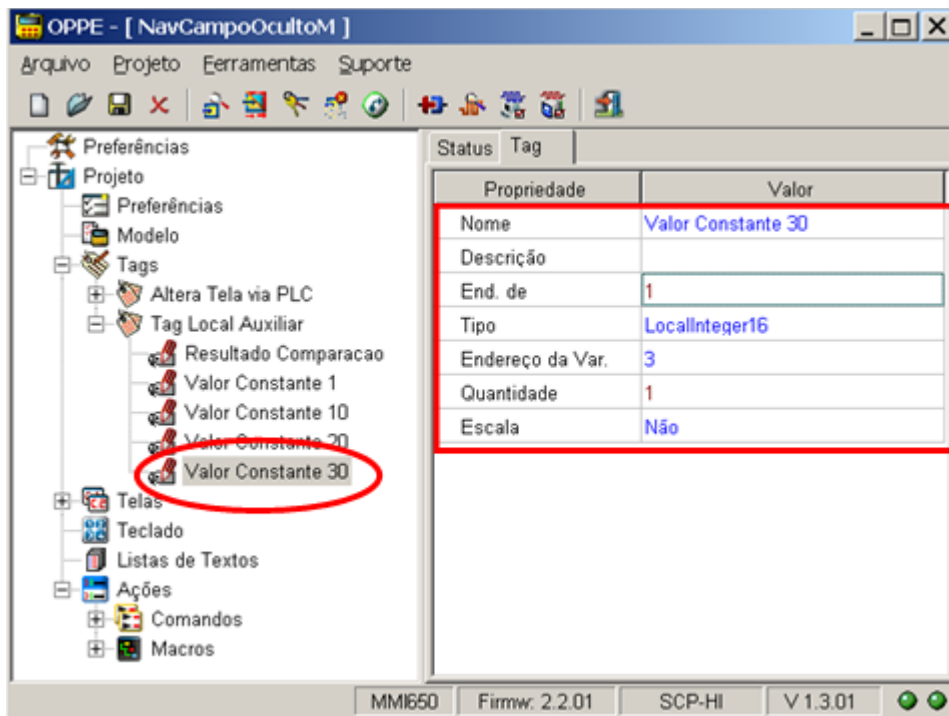 OPPE - [ NavCampoOcultoM ]
Arquivo Projeto Ferramentas Suporte
Preferências
Projeto
Preferências
Modelo
Tags
Altera Tela via PLC
Tag Local Auxiliar
Resultado Comparacao
Valor Constante 1
Valor Constante 10
Valor Constante 20
Valor Constante 30
Telas
Teclado
Listas de Textos
Ações
Comandos
Macros
Status Tag
Propriedade Valor
Nome Valor Constante 30
Descrição
End. de 1
Tipo LocalInteger16
Endereço da Var. 3
Quantidade 1
Escala Não
MMI650 Firmw: 2.2.01 SCP-HI V 1.3.01